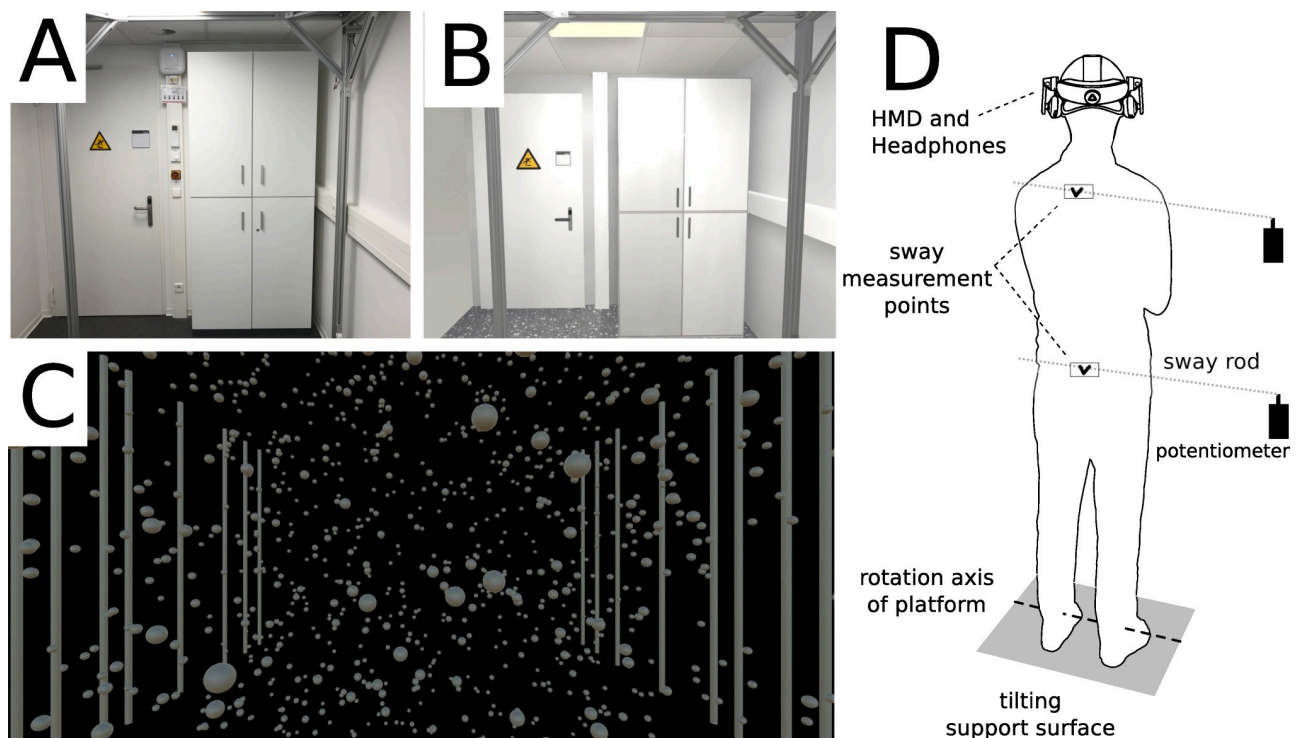 A
B
C
D
HMD and
Headphones
sway
measurement
points
sway rod
potentiometer
rotation axis
of platform
tilting
support surface